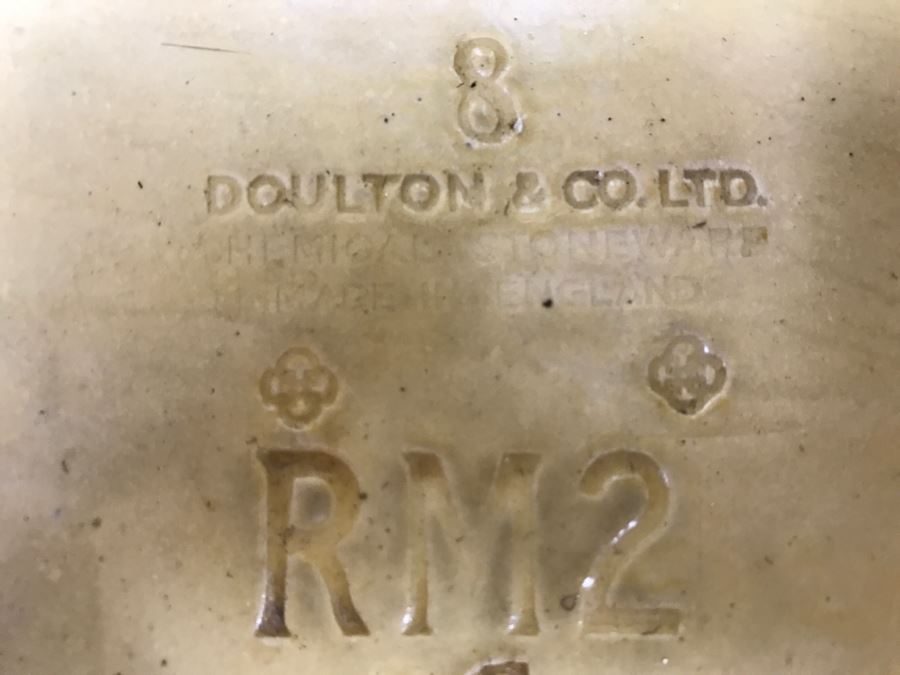 8
DOULTON & CO. LTD.
CHEMICAL STONEWARE
MADE IN ENGLAND
RM2